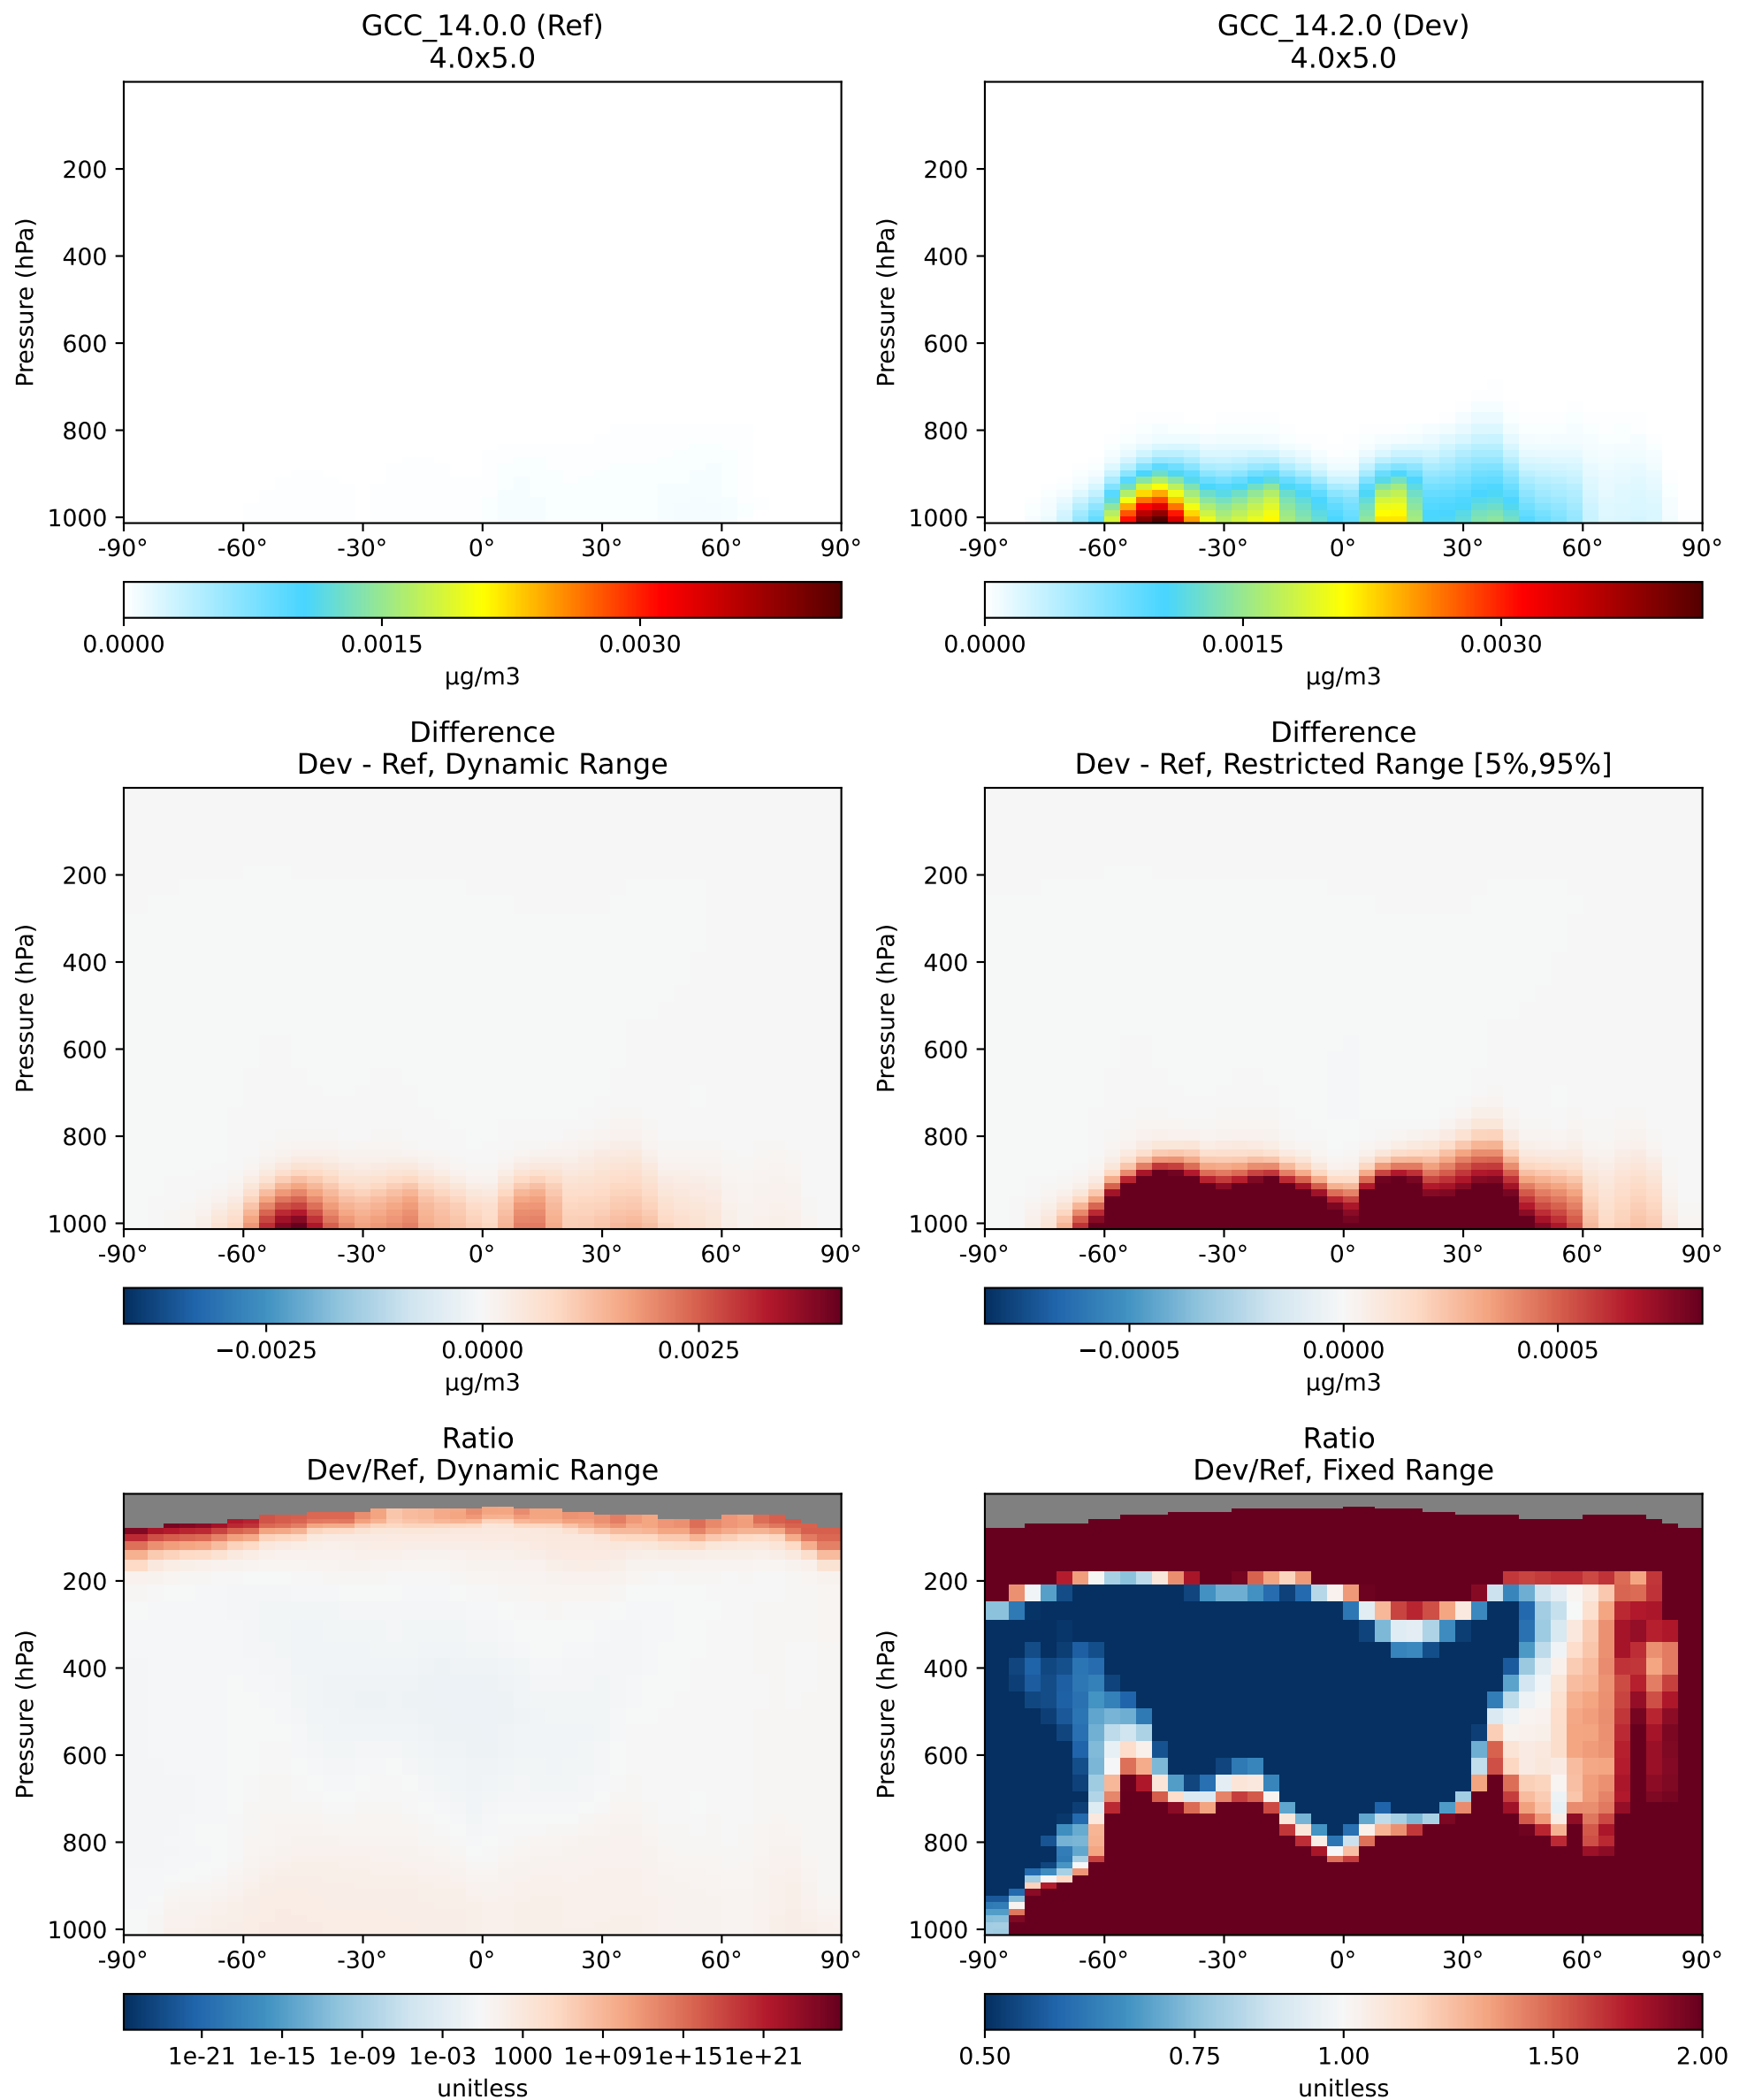 GCC_14.0.0 (Ref)
4.0x5.0
Pressure (hPa)
200
400
600
800
1000
-90° -60° -30° 0° 30° 60° 90°
0.0000 0.0015 0.0030
µg/m3
GCC_14.2.0 (Dev)
4.0x5.0
Pressure (hPa)
200
400
600
800
1000
-90° -60° -30° 0° 30° 60° 90°
0.0000 0.0015 0.0030
µg/m3
Difference
Dev - Ref, Dynamic Range
Pressure (hPa)
200
400
600
800
1000
-90° -60° -30° 0° 30° 60° 90°
−0.0025 0.0000 0.0025
µg/m3
Difference
Dev - Ref, Restricted Range [5%,95%]
Pressure (hPa)
200
400
600
800
1000
-90° -60° -30° 0° 30° 60° 90°
−0.0005 0.0000 0.0005
µg/m3
Ratio
Dev/Ref, Dynamic Range
Pressure (hPa)
200
400
600
800
1000
-90° -60° -30° 0° 30° 60° 90°
1e-21 1e-15 1e-09 1e-03 1000 1e+09 1e+15 1e+21
unitless
Ratio
Dev/Ref, Fixed Range
Pressure (hPa)
200
400
600
800
1000
-90° -60° -30° 0° 30° 60° 90°
0.50 0.75 1.00 1.50 2.00
unitless